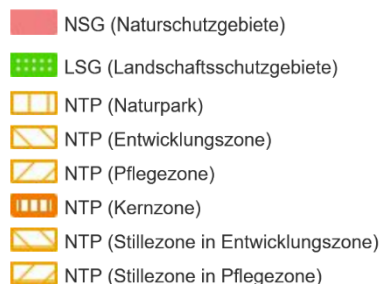 NSG (Naturschutzgebiete)
LSG (Landschaftsschutzgebiete)
NTP (Naturpark)
NTP (Entwicklungszone)
NTP (Pflegezone)
NTP (Kernzone)
NTP (Stillezone in Entwicklungszone)
NTP (Stillezone in Pflegezone)